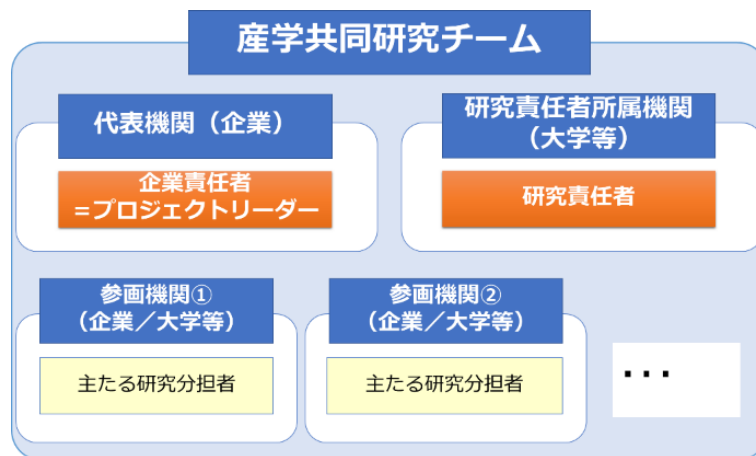 産学共同研究チーム
代表機関（企業）
企業責任者
=プロジェクトリーダー
研究責任者所属機関
（大学等）
研究責任者
参画機関①
（企業／大学等）
主たる研究分担者
参画機関②
（企業／大学等）
主たる研究分担者
...